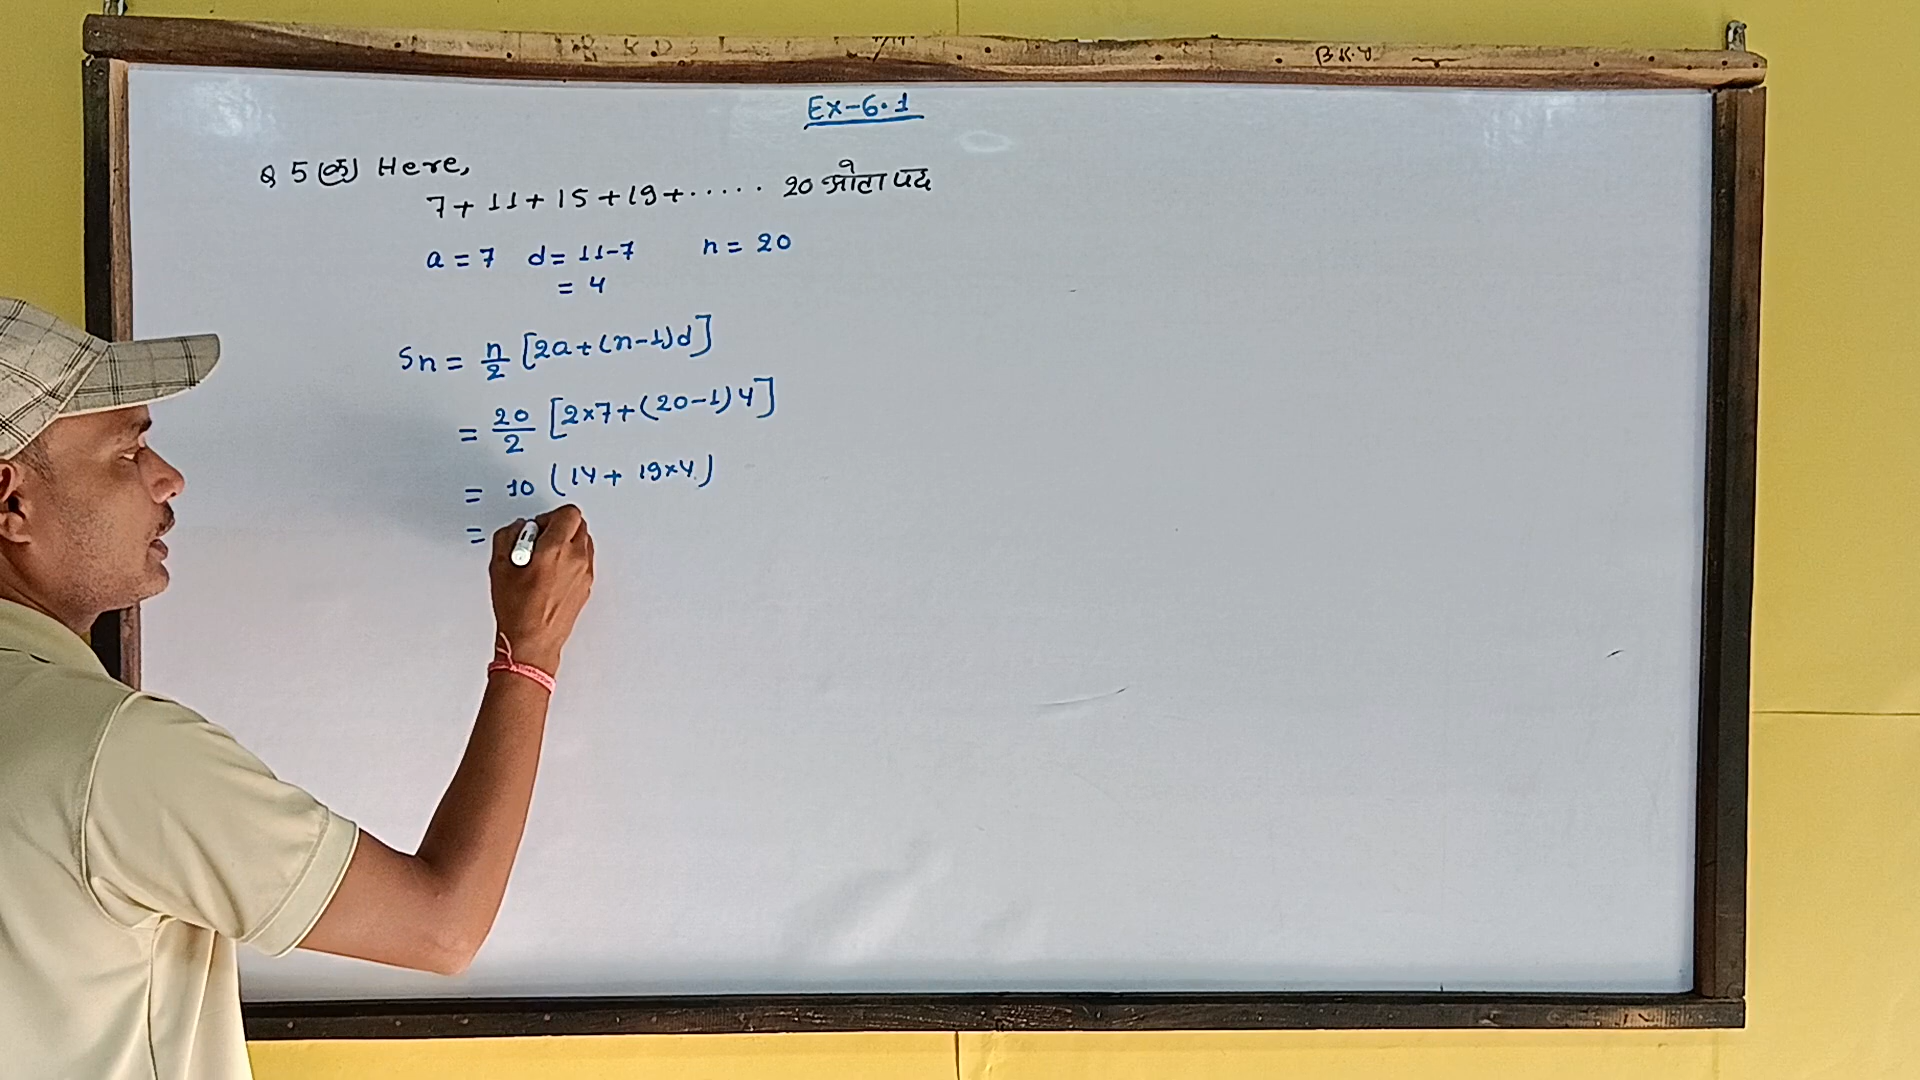 B.K.Y
Ex-6.1
Q 5 (क) Here,
7+11+15+19+..... 20 ओटा पद
a = 7 d = 11-7 n = 20
= 4
Sn = n/2 [2a+(n-1)d]
= 20/2 [2×7+(20-1)4]
= 10 (14+ 19×4)
=